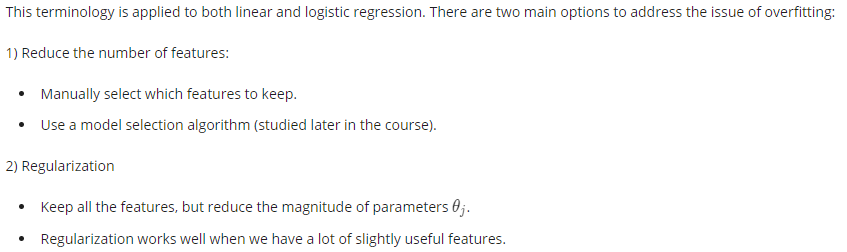 This terminology is applied to both linear and logistic regression. There are two main options to address the issue of overfitting:
1) Reduce the number of features:
• Manually select which features to keep.
• Use a model selection algorithm (studied later in the course).
2) Regularization
• Keep all the features, but reduce the magnitude of parameters θⱼ.
• Regularization works well when we have a lot of slightly useful features.